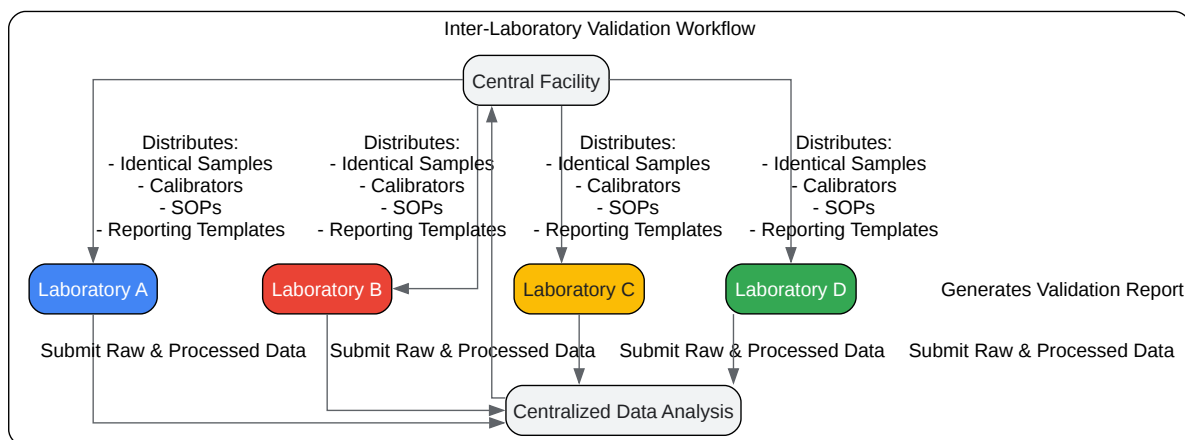 Inter-Laboratory Validation Workflow
Central Facility
Distributes:
- Identical Samples
- Calibrators
- SOPs
- Reporting Templates
Distributes:
- Identical Samples
- Calibrators
- SOPs
- Reporting Templates
Distributes:
- Identical Samples
- Calibrators
- SOPs
- Reporting Templates
Distributes:
- Identical Samples
- Calibrators
- SOPs
- Reporting Templates
Laboratory A
Laboratory B
Laboratory C
Laboratory D
Generates Validation Report
Submit Raw & Processed Data
Submit Raw & Processed Data
Submit Raw & Processed Data
Submit Raw & Processed Data
Centralized Data Analysis